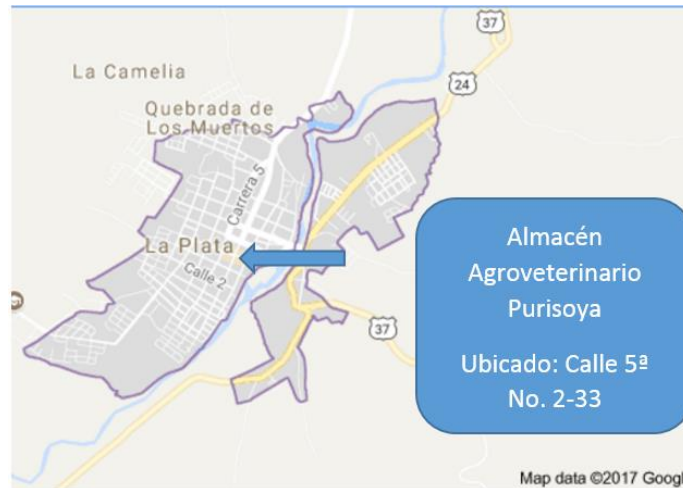 37
La Camelia
24
Quebrada de
Los Muertos
Carrera 5
La Plata
Calle 2
37
Almacén
Agroveterinario
Purisoya
Ubicado: Calle 5ª
No. 2-33
Map data ©2017 Googl